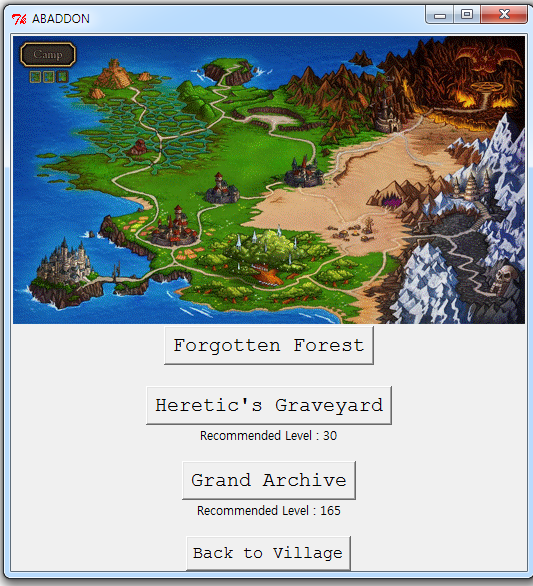 ABADDON
Camp
Forgotten Forest
Heretic's Graveyard
Recommended Level : 30
Grand Archive
Recommended Level : 165
Back to Village